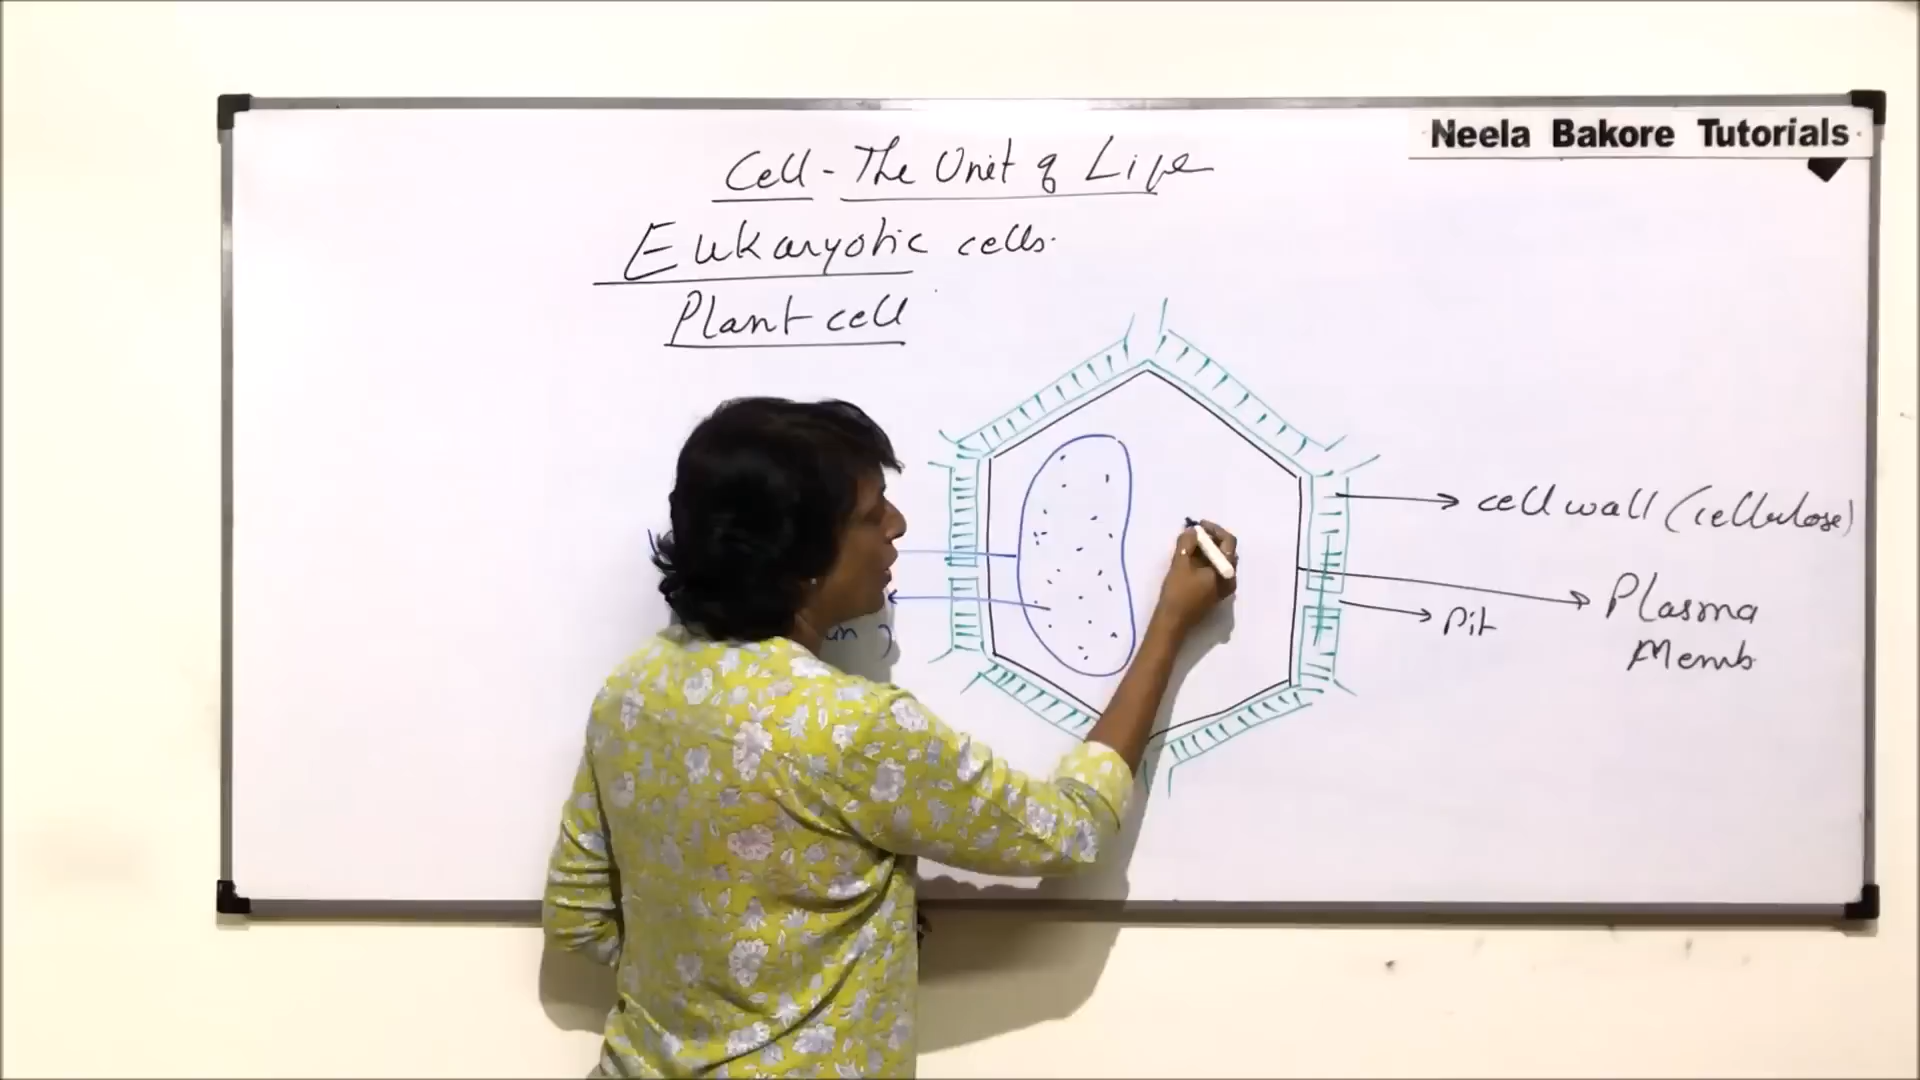 Neela Bakore Tutorials
Cell - The Unit of Life
Eukaryotic cells.
Plant cell
cell wall (cellulose)
Plasma
Memb
Pit